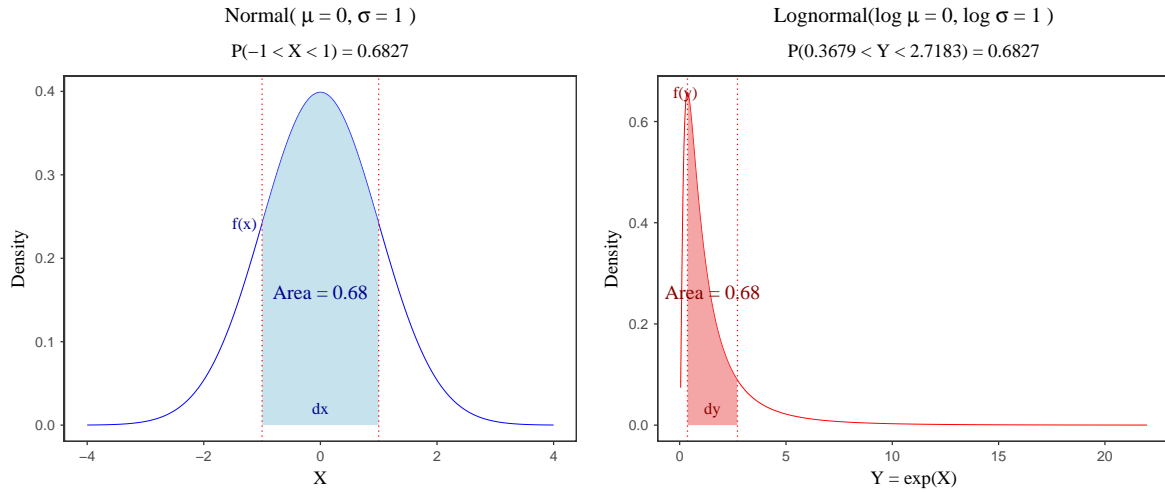 Normal( μ = 0, σ = 1 )
P(−1 < X < 1) = 0.6827
0.4
0.3
0.2
0.1
0.0
Density
f(x)
Area = 0.68
dx
−4
−2
0
2
4
X
Lognormal(log μ = 0, log σ = 1 )
P(0.3679 < Y < 2.7183) = 0.6827
0.6
0.4
0.2
0.0
Density
f(y)
Area = 0.68
dy
0
5
10
15
20
Y = exp(X)